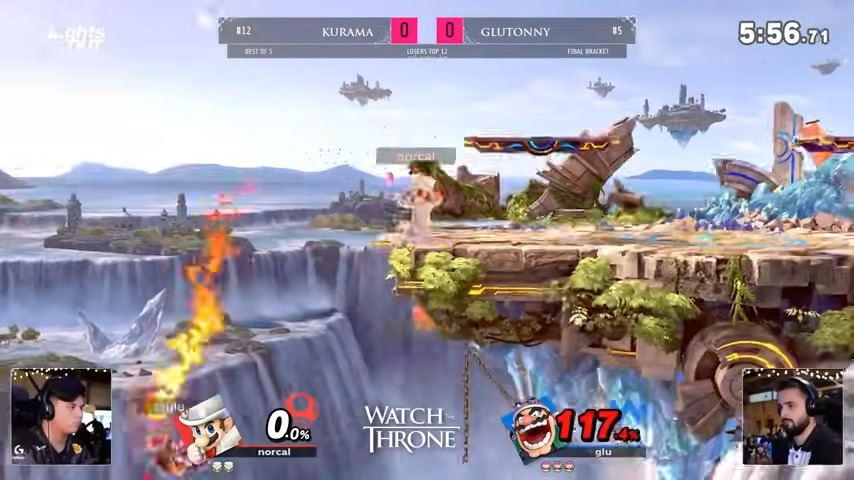 Lights
OUT
#12
KURAMA
0
0
GLUTONNY
#5
BEST OF 5
LOSERS TOP 12
FINAL BRACKET
5:56.71
norcal
0.0%
norcal
WATCH THE
THRONE
117.4%
glu